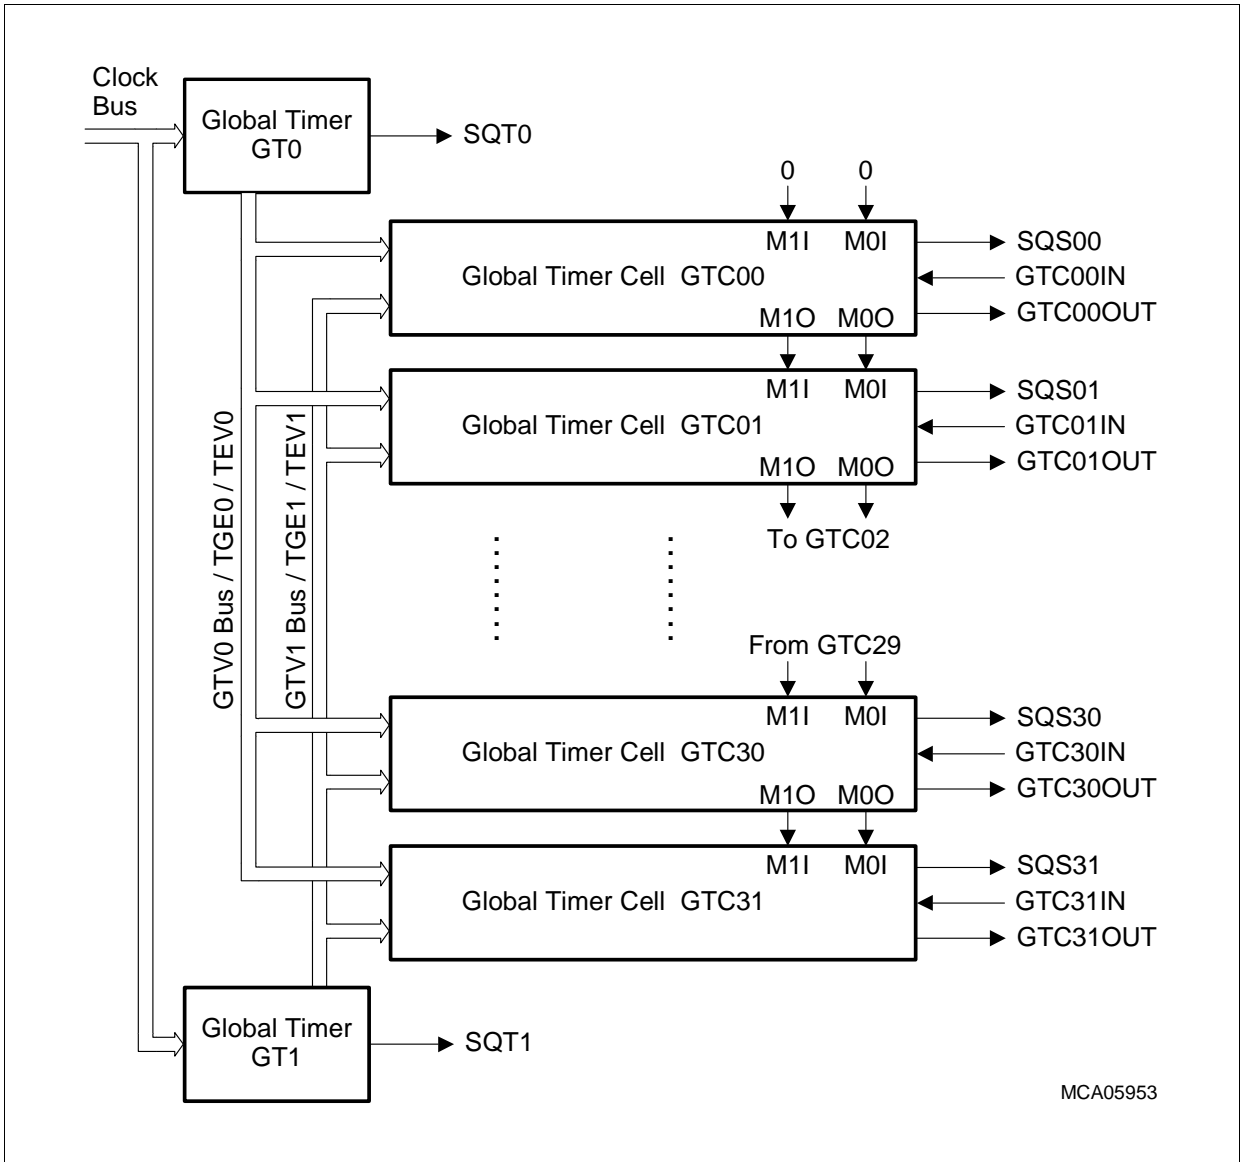 Clock
Bus
Global Timer
GT0
SQT0
0 0
M1I M0I
SQS00
Global Timer Cell GTC00
GTC00IN
M1O M0O
GTC00OUT
M1I M0I
SQS01
Global Timer Cell GTC01
GTC01IN
M1O M0O
GTC01OUT
To GTC02
GTV0 Bus / TGE0 / TEV0
GTV1 Bus / TGE1 / TEV1
From GTC29
M1I M0I
SQS30
Global Timer Cell GTC30
GTC30IN
M1O M0O
GTC30OUT
M1I M0I
SQS31
Global Timer Cell GTC31
GTC31IN
GTC31OUT
Global Timer
GT1
SQT1
MCA05953